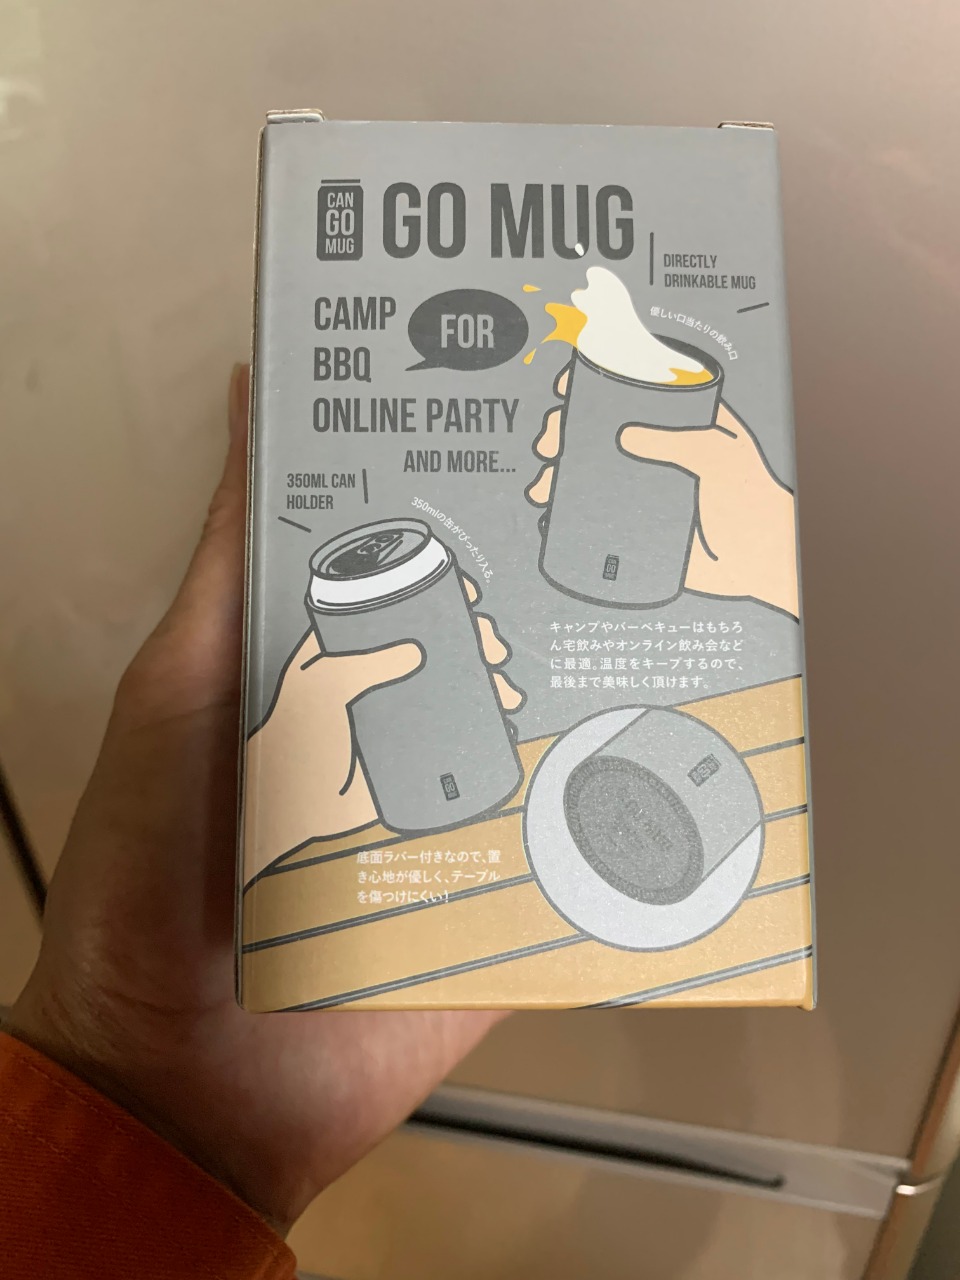 CAN
GO
MUG
GO MUG
DIRECTLY
DRINKABLE MUG
優しい口当たりの飲み口
CAMP
BBQ
FOR
ONLINE PARTY
AND MORE...
350ML CAN
HOLDER
350mlの缶がぴったり入る。
CAN
GO
MUG
キャンプやバーベキューはもちろ
ん宅飲みやオンライン飲み会など
に最適。温度をキープするので、
最後まで美味しく頂けます。
CAN
GO
MUG
底面ラバー付きなので、置
き心地が優しく、テーブル
を傷つけにくい!